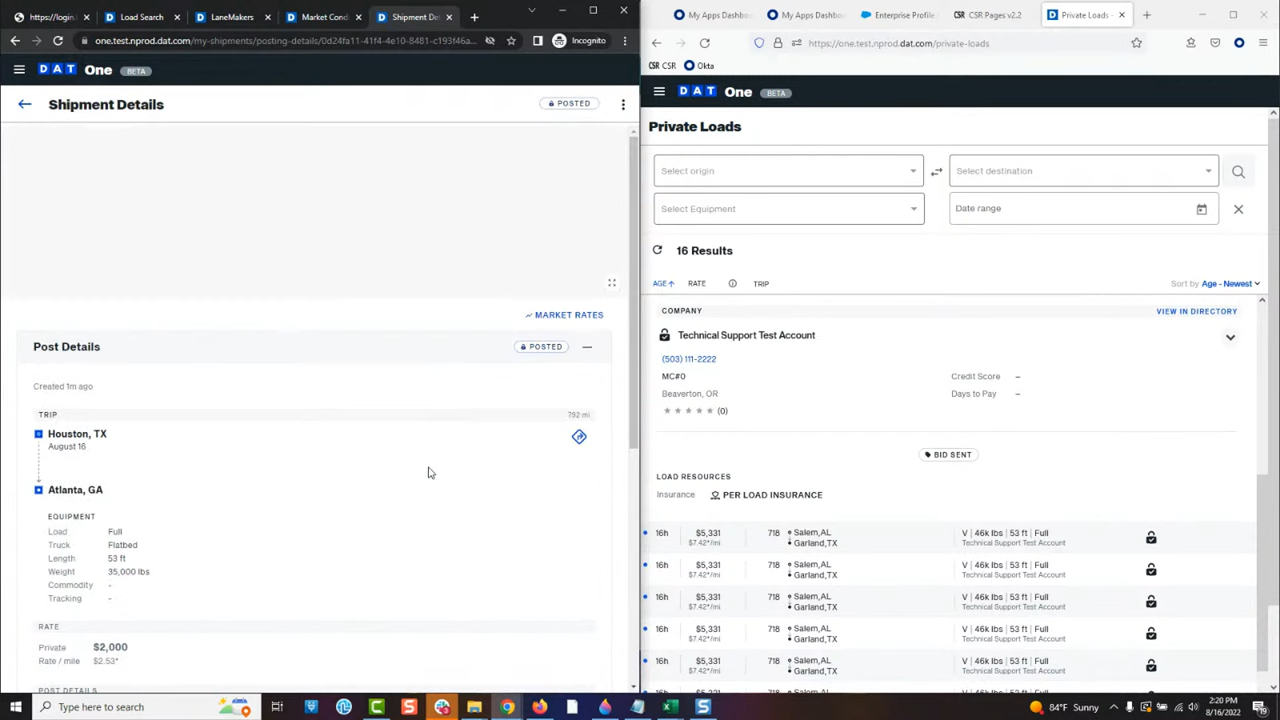 https://login.t
Load Search
LaneMakers
Market Cond
Shipment Det
one.test.nprod.dat.com/my-shipments/posting-details/0d24fa11-41f4-4e10-8481-c193f46a...
Incognito
DAT One BETA
Shipment Details
POSTED
MARKET RATES
Post Details
POSTED
Created 1m ago
TRIP
792 mi
Houston, TX
August 16
Atlanta, GA
EQUIPMENT
Load Full
Truck Flatbed
Length 53 ft
Weight 35,000 lbs
Commodity -
Tracking -
RATE
Private $2,000
Rate / mile $2.53*
POST DETAILS
My Apps Dashbo
My Apps Dashbo
Enterprise Profile
CSR CSR Pages v2.2
Private Loads -
https://one.test.nprod.dat.com/private-loads
CSR CSR
Okta
DAT One BETA
Private Loads
Select origin
Select destination
Select Equipment
Date range
16 Results
AGE
RATE
TRIP
Sort by Age - Newest
COMPANY
VIEW IN DIRECTORY
Technical Support Test Account
(503) 111-2222
MC#0
Credit Score –
Beaverton, OR
Days to Pay –
(0)
BID SENT
LOAD RESOURCES
Insurance PER LOAD INSURANCE
16h $5,331 718 Salem,AL V | 46k lbs | 53 ft | Full
$7.42*/mi Garland,TX Technical Support Test Account
16h $5,331 718 Salem,AL V | 46k lbs | 53 ft | Full
$7.42*/mi Garland,TX Technical Support Test Account
16h $5,331 718 Salem,AL V | 46k lbs | 53 ft | Full
$7.42*/mi Garland,TX Technical Support Test Account
16h $5,331 718 Salem,AL V | 46k lbs | 53 ft | Full
$7.42*/mi Garland,TX Technical Support Test Account
16h $5,331 718 Salem,AL V | 46k lbs | 53 ft | Full
$7.42*/mi Garland,TX Technical Support Test Account
Type here to search
84°F Sunny
2:20 PM
8/16/2022